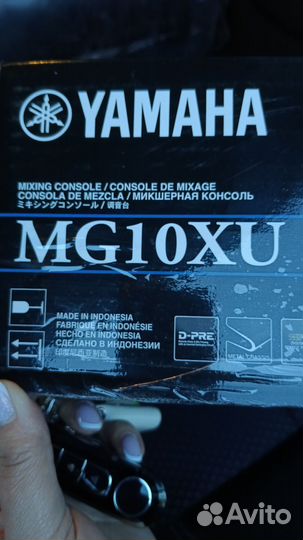 YAMAHA
MIXING CONSOLE / CONSOLE DE MIXAGE
CONSOLA DE MEZCLA / МИКШЕРНАЯ КОНСОЛЬ
ミキシングコンソール / 调音台
MG10XU
MADE IN INDONESIA
FABRIQUÉ EN INDONÉSIE
HECHO EN INDONESIA
СДЕЛАНО В ИНДОНЕЗИИ
印度尼西亚制造
D-PRE
METAL CHASSIS
Avito